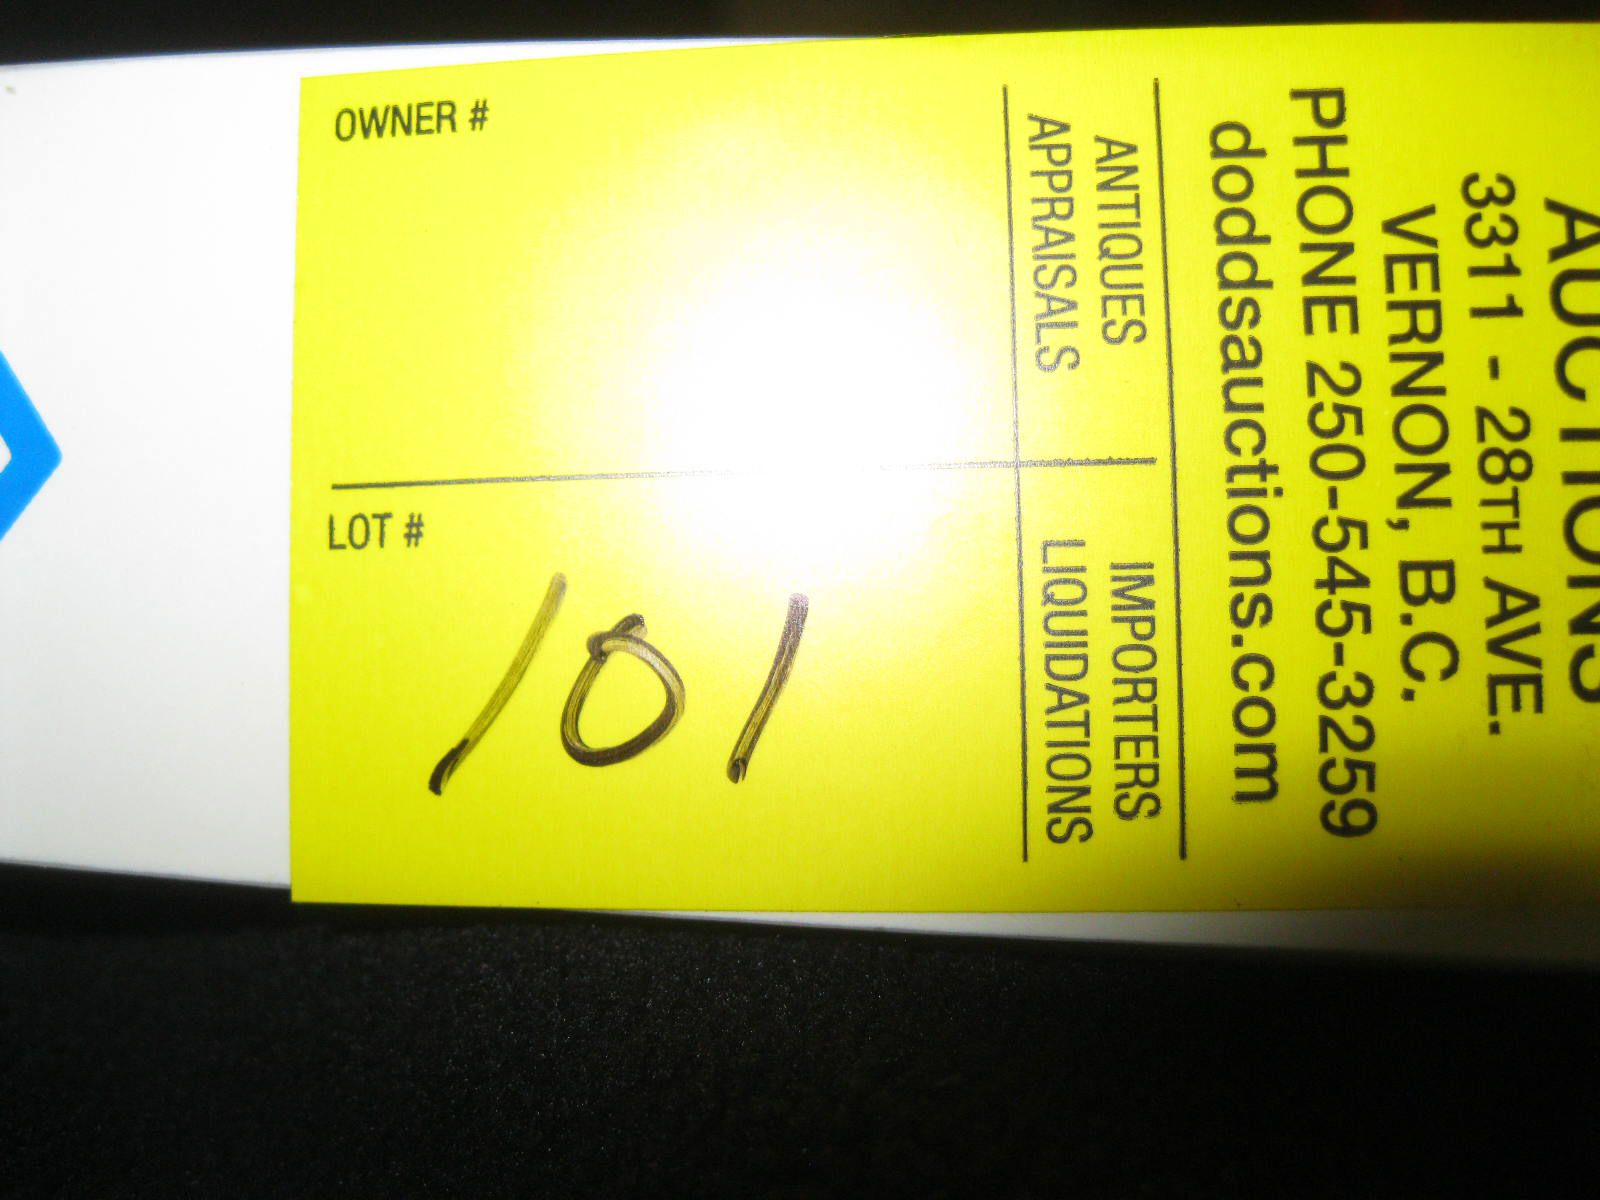 AUCTIONS
3311 - 28TH AVE.
VERNON, B.C.
PHONE 250-545-3259
doddsauctions.com
ANTIQUES
APPRAISALS
IMPORTERS
LIQUIDATIONS
OWNER #
LOT #
101